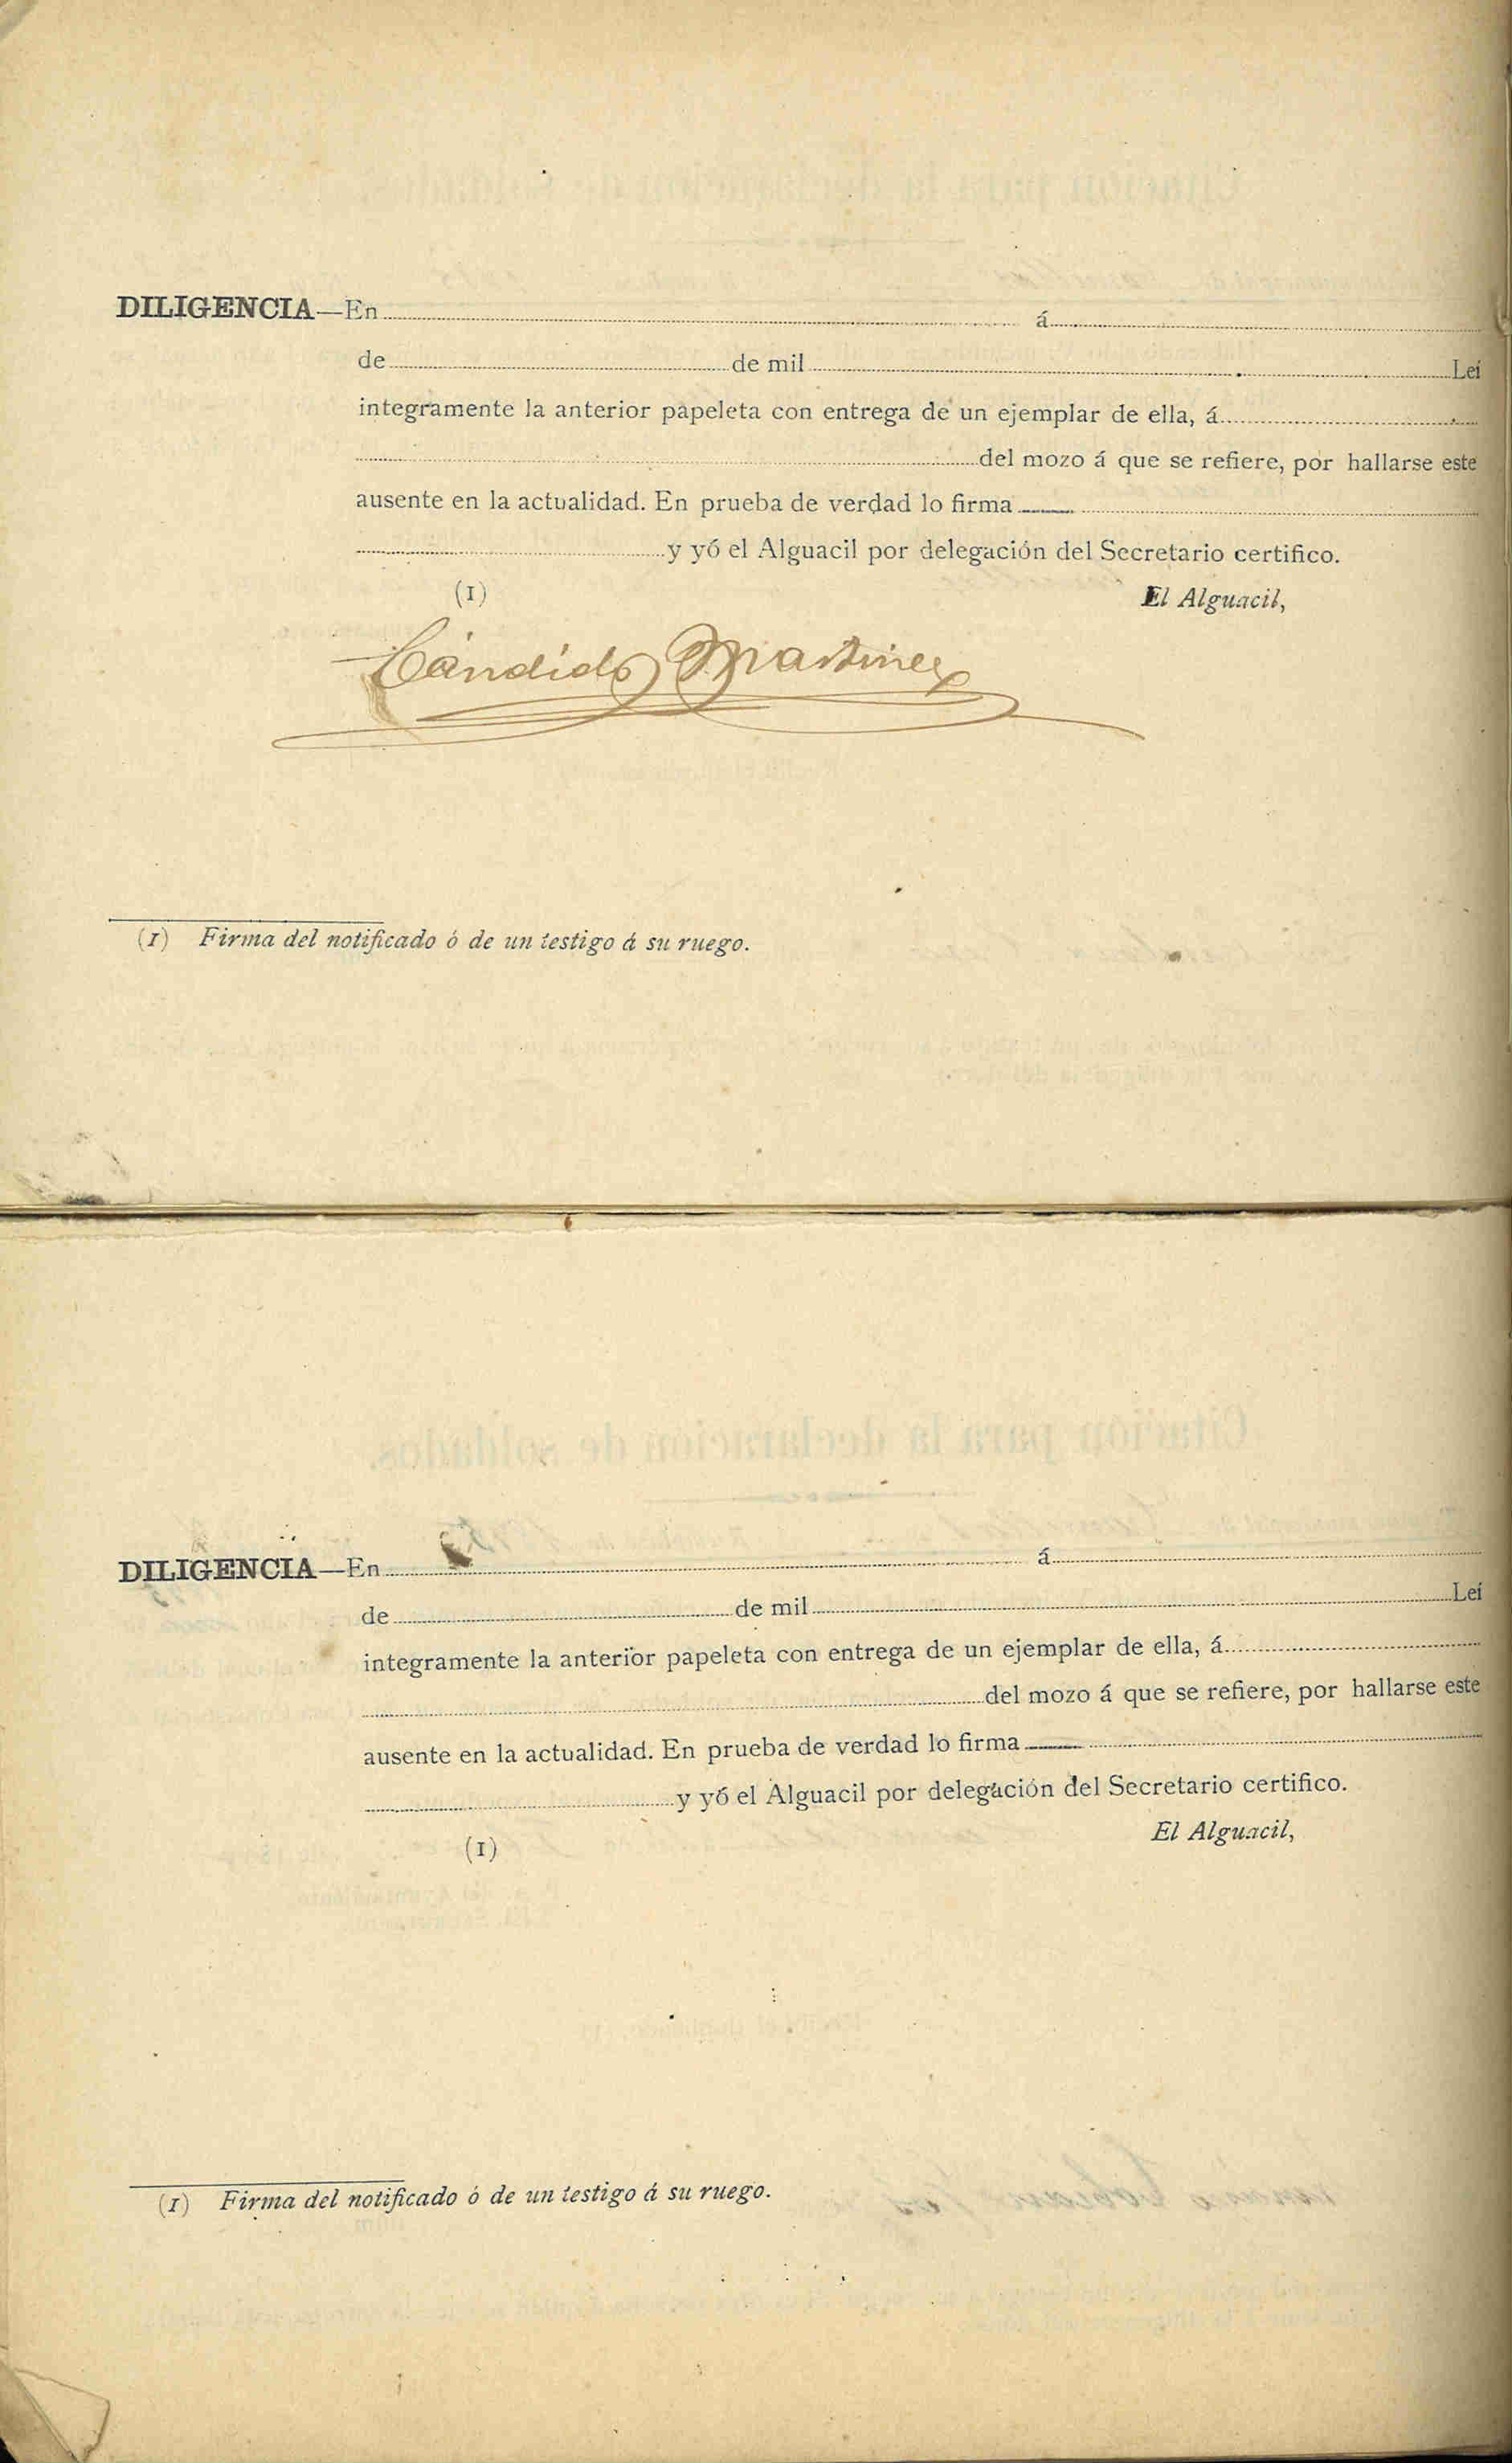 DILIGENCIA—En á
de de mil Leí
integramente la anterior papeleta con entrega de un ejemplar de ella, á
del mozo á que se refiere, por hallarse este
ausente en la actualidad. En prueba de verdad lo firma
y yó el Alguacil por delegación del Secretario certifico.
(1) El Alguacil,
Cándido Martinez
(1) Firma del notificado ó de un testigo á su ruego.
Citación para la declaración de soldados.
DILIGENCIA—En á
de de mil Leí
integramente la anterior papeleta con entrega de un ejemplar de ella, á
del mozo á que se refiere, por hallarse este
ausente en la actualidad. En prueba de verdad lo firma
y yó el Alguacil por delegación del Secretario certifico.
(1) El Alguacil,
(1) Firma del notificado ó de un testigo á su ruego.